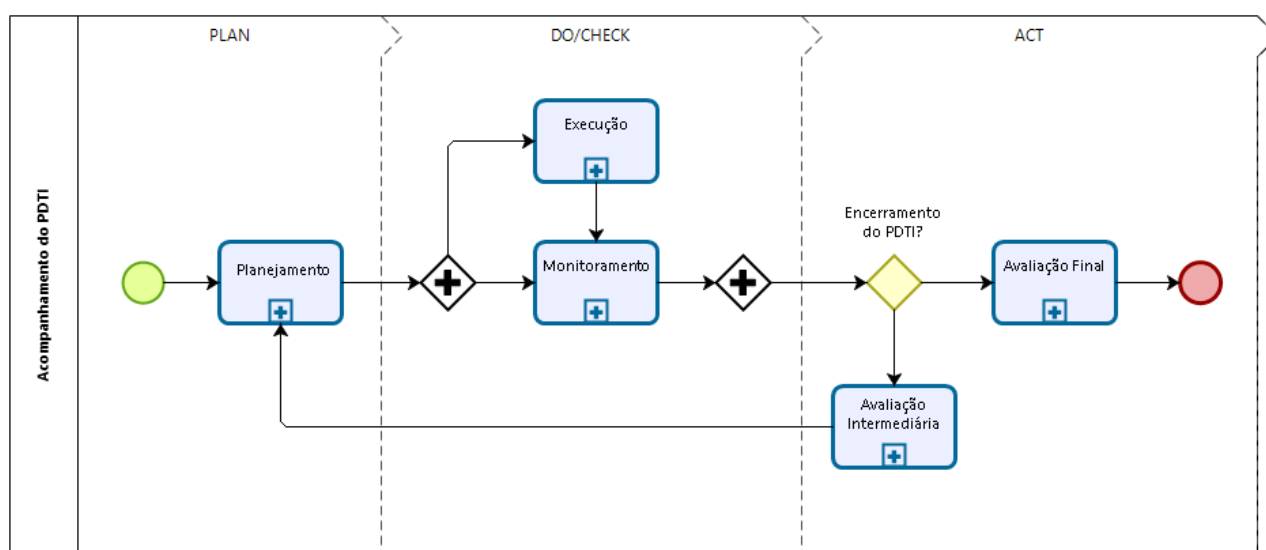 PLAN
DO/CHECK
ACT
Acompanhamento do PDTI
Execução
Encerramento
do PDTI?
Planejamento
Monitoramento
Avaliação Final
Avaliação
Intermediária